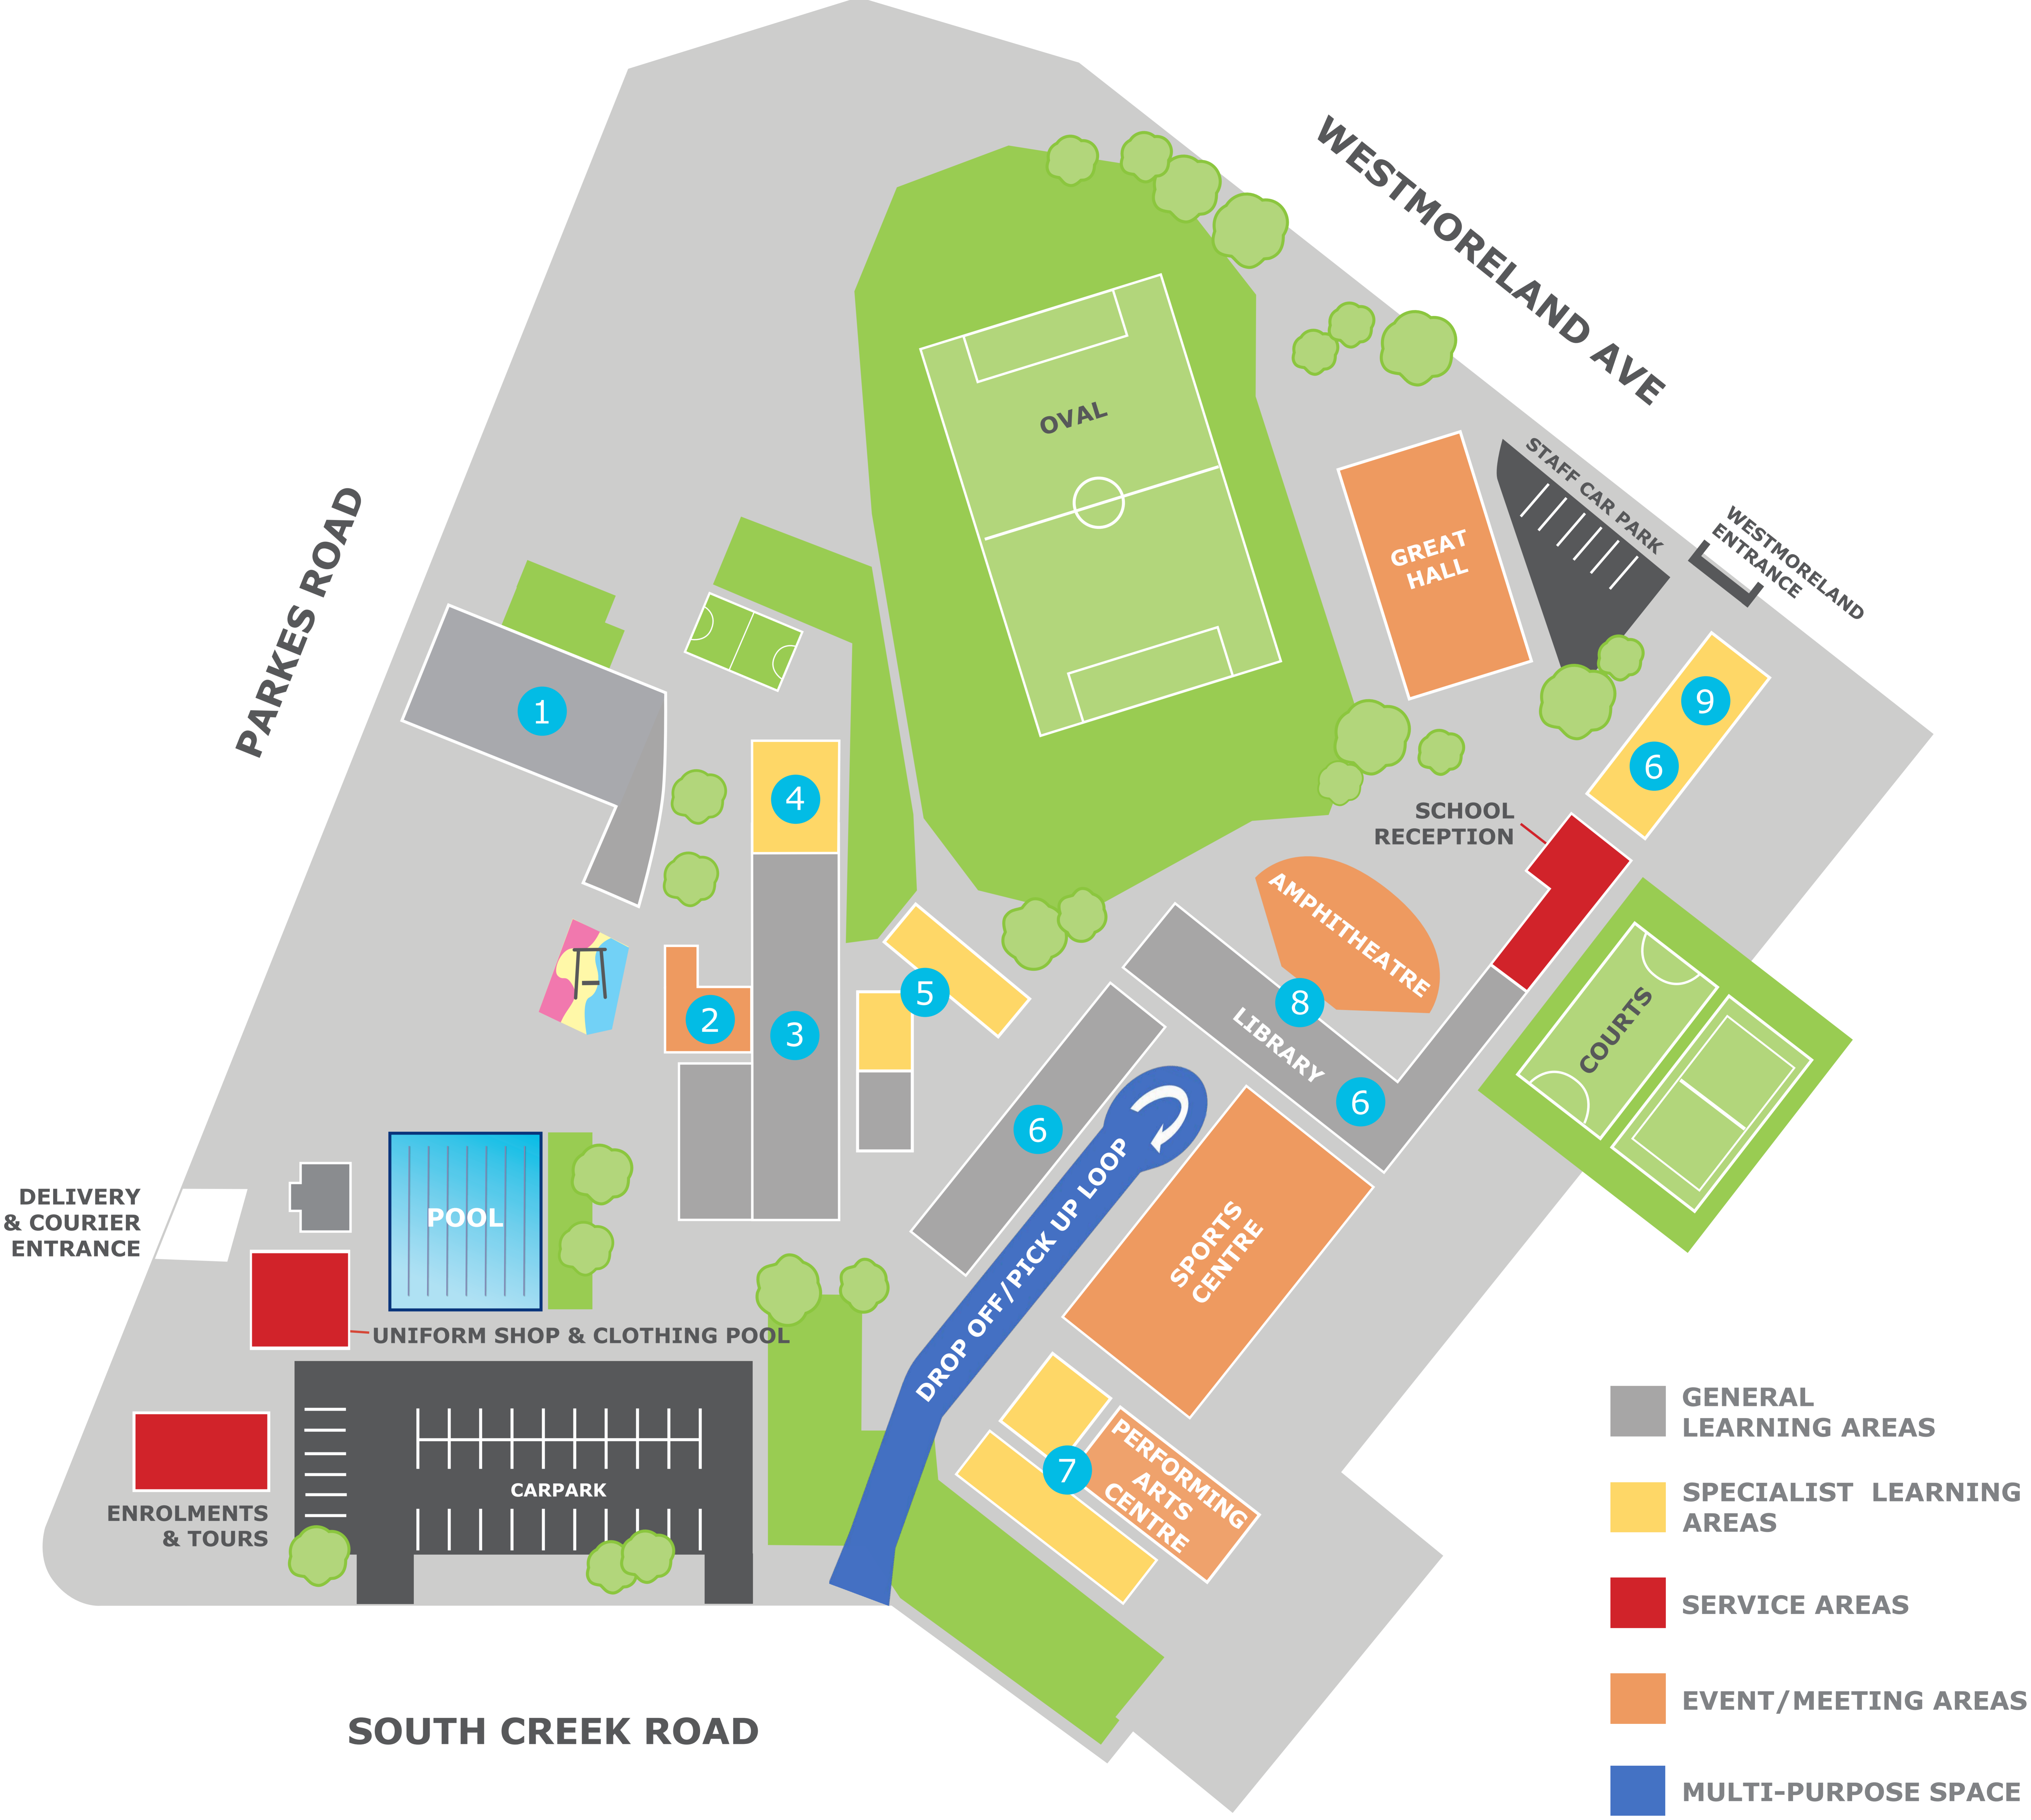 WESTMORELAND AVE
OVAL
STAFF CAR PARK
PARKES ROAD
GREAT
HALL
WESTMORELAND
ENTRANCE
1
9
6
4
SCHOOL
RECEPTION
AMPHITHEATRE
5
8
2
3
LIBRARY
COURTS
6
6
DELIVERY
& COURIER
ENTRANCE
POOL
DROP OFF/PICK UP LOOP
SPORTS
CENTRE
UNIFORM SHOP & CLOTHING POOL
CARPARK
7
PERFORMING
ARTS
CENTRE
ENROLMENTS
& TOURS
SOUTH CREEK ROAD
GENERAL
LEARNING AREAS
SPECIALIST LEARNING
AREAS
SERVICE AREAS
EVENT/MEETING AREAS
MULTI-PURPOSE SPACE